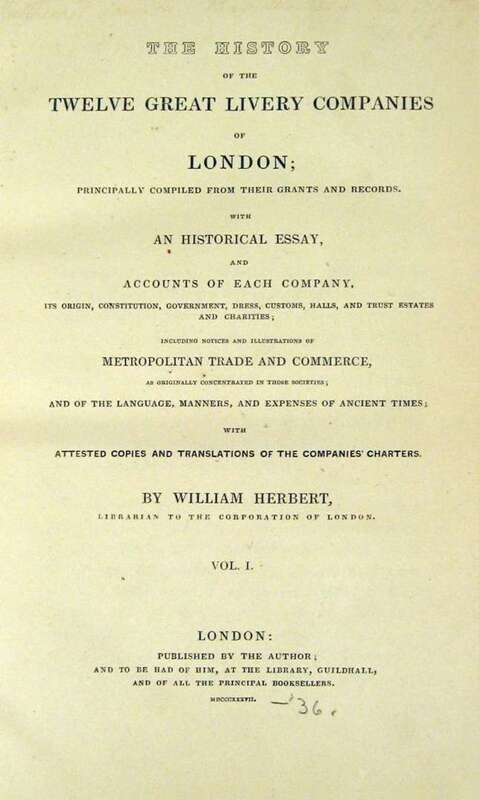 THE HISTORY
OF THE
TWELVE GREAT LIVERY COMPANIES
OF
LONDON;
PRINCIPALLY COMPILED FROM THEIR GRANTS AND RECORDS.
WITH
AN HISTORICAL ESSAY,
AND
ACCOUNTS OF EACH COMPANY,
ITS ORIGIN, CONSTITUTION, GOVERNMENT, DRESS, CUSTOMS, HALLS, AND TRUST ESTATES
AND CHARITIES;
INCLUDING NOTICES AND ILLUSTRATIONS OF
METROPOLITAN TRADE AND COMMERCE,
AS ORIGINALLY CONCENTRATED IN THOSE SOCIETIES;
AND OF THE LANGUAGE, MANNERS, AND EXPENSES OF ANCIENT TIMES;
WITH
ATTESTED COPIES AND TRANSLATIONS OF THE COMPANIES' CHARTERS.
BY WILLIAM HERBERT,
LIBRARIAN TO THE CORPORATION OF LONDON.
VOL. I.
LONDON:
PUBLISHED BY THE AUTHOR;
AND TO BE HAD OF HIM, AT THE LIBRARY, GUILDHALL,
AND OF ALL THE PRINCIPAL BOOKSELLERS.
MDCCCXXXVII. —'36.